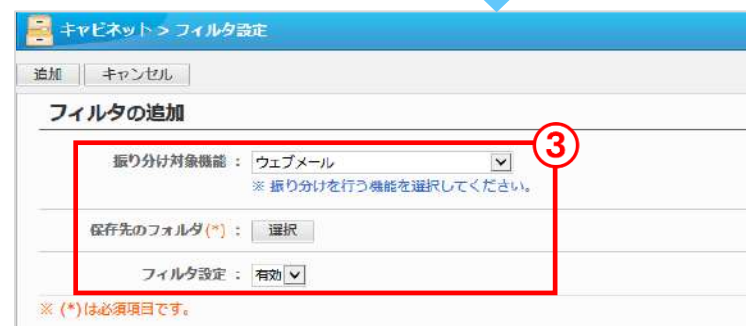 キャビネット > フィルタ設定
追加 キャンセル
フィルタの追加
③
振り分け対象機能 : ウェブメール
※ 振り分けを行う機能を選択してください。
保存先のフォルダ(*) : 選択
フィルタ設定 : 有効
※ (*)は必須項目です。